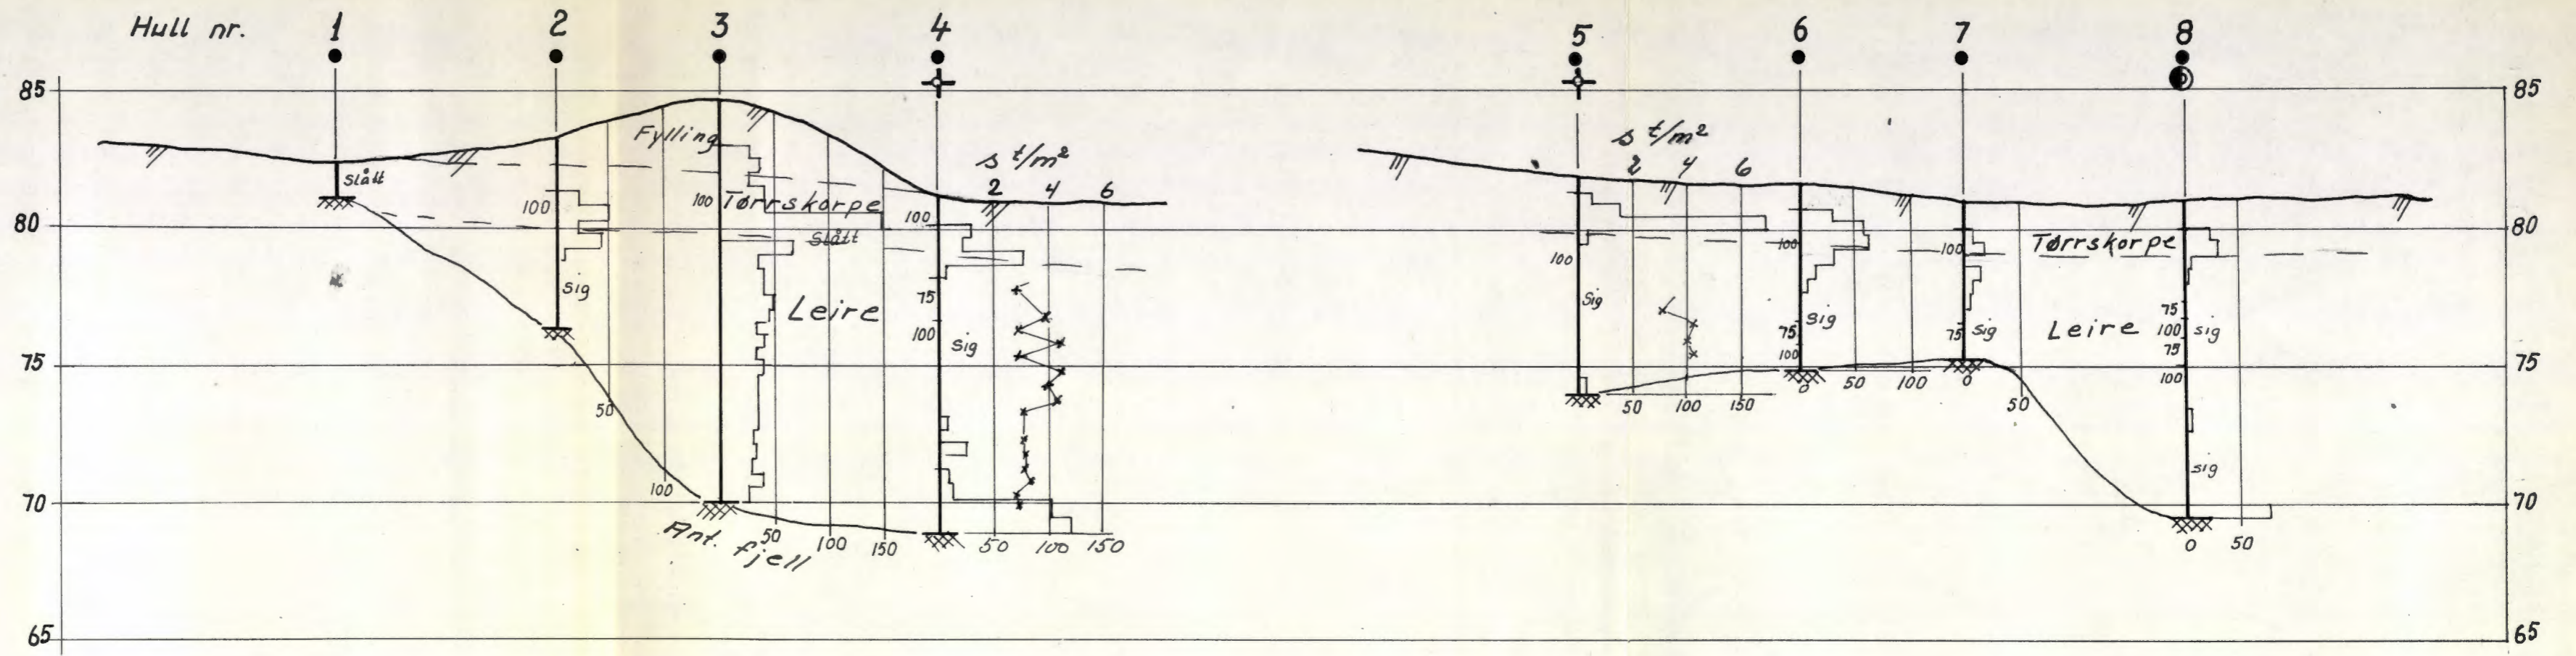 Hull nr. 1 2 3 4 5 6 7 8
85 85
s t/m² s t/m²
2 4 6 2 4 6
Fylling
slått
100 100 Tørrskorpe 100
80 80
Slått
100 100 100 Tørrskorpe
sig 75 Sig
Leire
100 sig 75 sig 75 Sig Leire 75 100 sig 75
100
75 75
0 50 100 0 100
50 50 100 150 50
sig
100
70 70
Ant. fjell
50 100 150 50 100 150 0 50
65 65